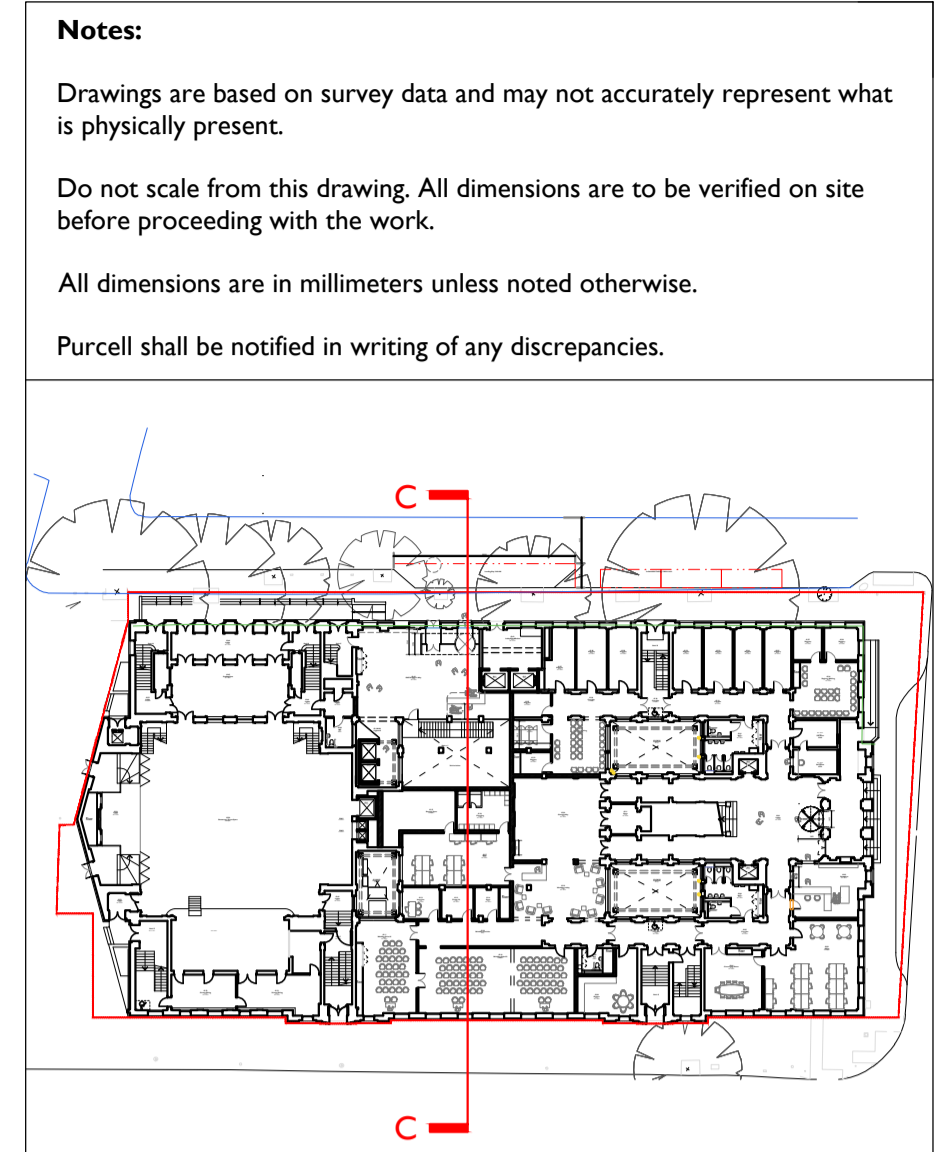 Notes:
Drawings are based on survey data and may not accurately represent what
is physically present.
Do not scale from this drawing. All dimensions are to be verified on site
before proceeding with the work.
All dimensions are in millimeters unless noted otherwise.
Purcell shall be notified in writing of any discrepancies.
C
C